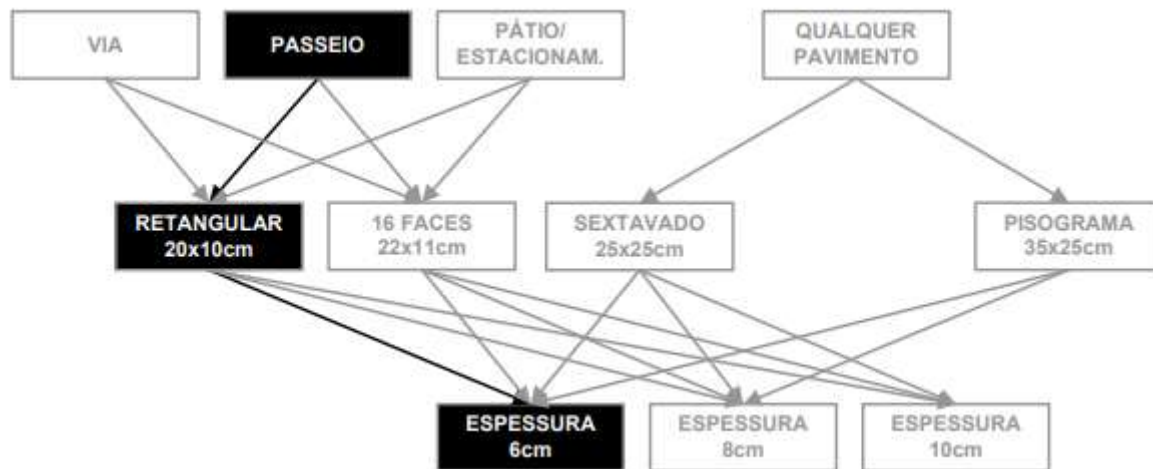 VIA
PASSEIO
PÁTIO/
ESTACIONAM.
QUALQUER
PAVIMENTO
RETANGULAR
20x10cm
16 FACES
22x11cm
SEXTAVADO
25x25cm
PISOGRAMA
35x25cm
ESPESSURA
6cm
ESPESSURA
8cm
ESPESSURA
10cm